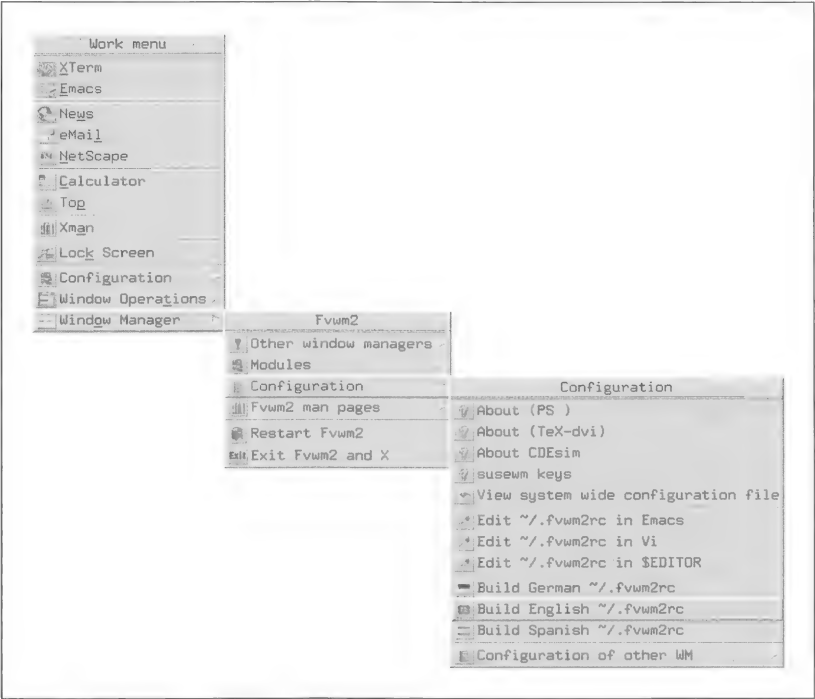 Work menu
XTerm
Emacs
News
eMail
NetScape
Calculator
Top
Xman
Lock Screen
Configuration
Window Operations
Window Manager
Fvwm2
Other window managers
Modules
Configuration
Fvwm2 man pages
Restart Fvwm2
Exit Exit Fvwm2 and X
Configuration
About (PS )
About (TeX-dvi)
About CDEsim
susewm keys
View system wide configuration file
Edit ~/.fvwm2rc in Emacs
Edit ~/.fvwm2rc in Vi
Edit ~/.fvwm2rc in $EDITOR
Build German ~/.fvwm2rc
Build English ~/.fvwm2rc
Build Spanish ~/.fvwm2rc
Configuration of other WM